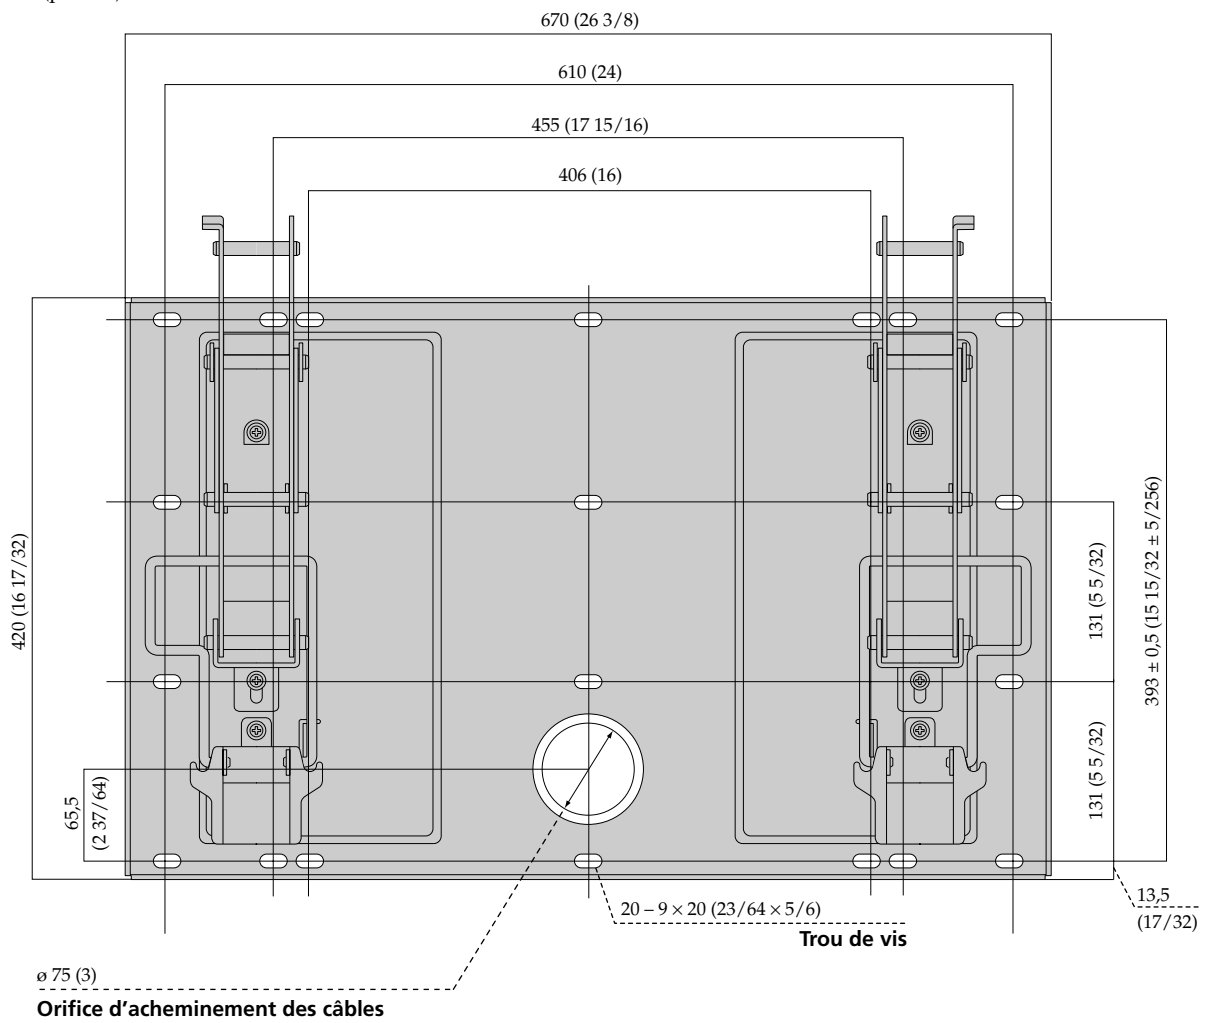 670 (26 3/8)
610 (24)
455 (17 15/16)
406 (16)
420 (16 17/32)
131 (5 5/32)
393 ± 0,5 (15 15/32 ± 5/256)
65,5
(2 37/64)
131 (5 5/32)
13,5
(17/32)
20 – 9 × 20 (23/64 × 5/6)
Trou de vis
ø 75 (3)
Orifice d’acheminement des câbles